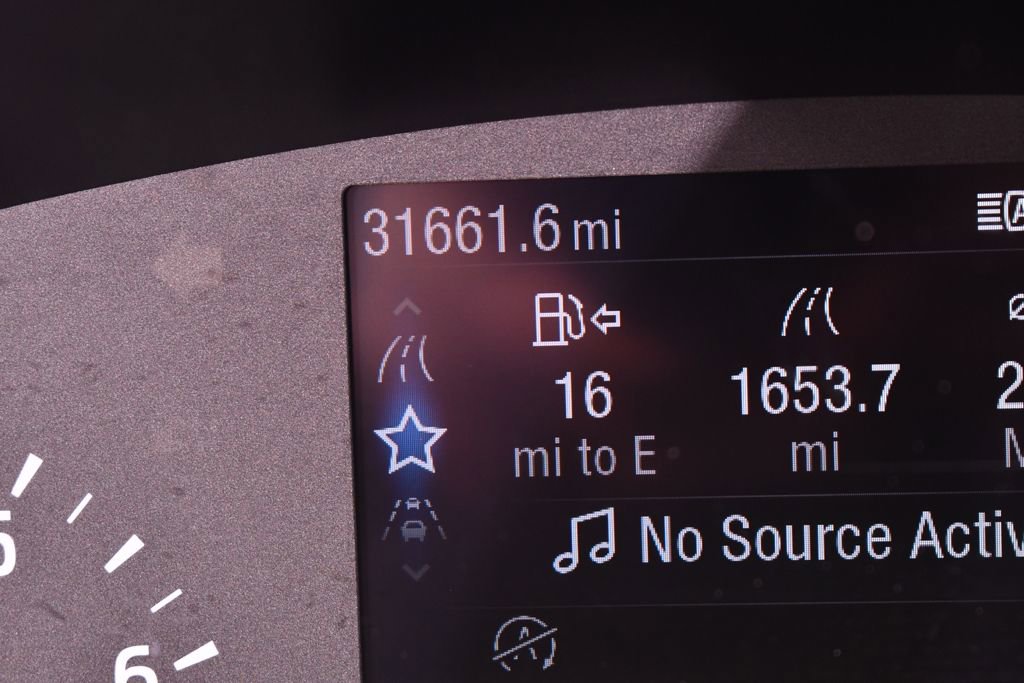 31661.6 mi
16
1653.7
mi to E
mi
No Source Activ
6